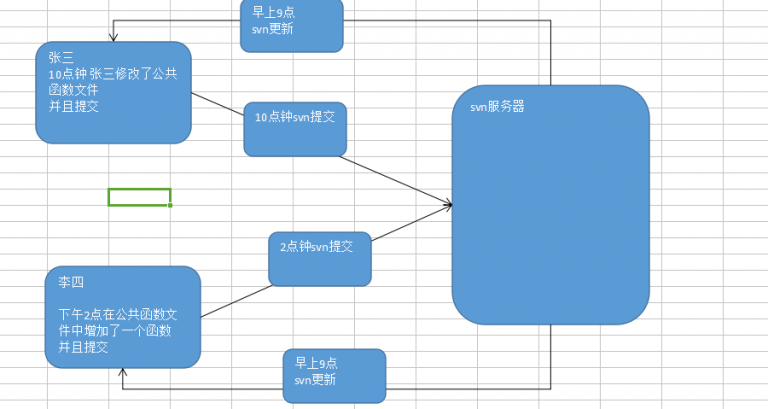 早上9点
svn更新
张三
10点钟 张三修改了公共
函数文件
并且提交
10点钟svn提交
svn服务器
2点钟svn提交
李四
下午2点在公共函数文
件中增加了一个函数
并且提交
早上9点
svn更新